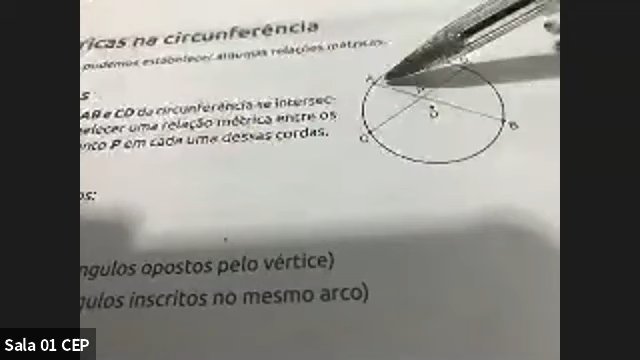 ricas na circunferência
pudemos estabelecer algumas relações métricas.
s
AB e CD da circunferência se intersec-
elecer uma relação métrica entre os
nto P em cada uma dessas cordas.
A
B
C
O
os:
ngulos opostos pelo vértice)
gulos inscritos no mesmo arco)
Sala 01 CEP